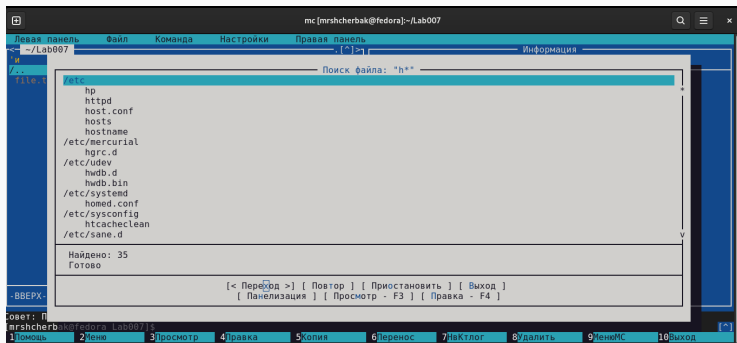 mc [mrshcherbak@fedora]:~/Lab007
Левая панель Файл Команда Настройки Правая панель
<─ ~/Lab007 .[^]> Информация
'и
/..
file.t
Поиск файла: "h*"
/etc
hp
httpd
host.conf
hosts
hostname
/etc/mercurial
hgrc.d
/etc/udev
hwdb.d
hwdb.bin
/etc/systemd
homed.conf
/etc/sysconfig
htcacheclean
/etc/sane.d
Найдено: 35
Готово
[< Переход >] [ Повтор ] [ Приостановить ] [ Выход ]
[ Панелизация ] [ Просмотр - F3 ] [ Правка - F4 ]
-ВВЕРХ-
Совет: П
[mrshcherbak@fedora Lab007]$ [^]
1Помощь 2Меню 3Просмотр 4Правка 5Копия 6Перенос 7НвКтлог 8Удалить 9МенюMC 10Выход